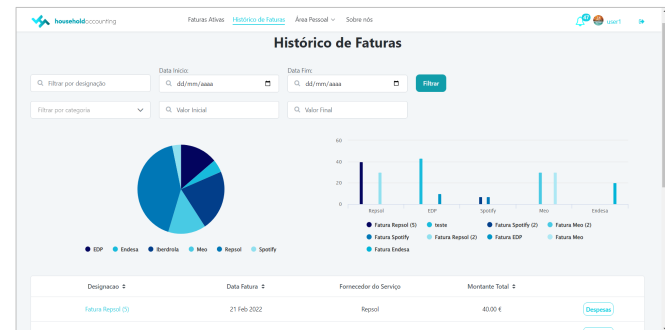 householdaccounting
Faturas Ativas Histórico de Faturas Área Pessoal Sobre nós
user1
Histórico de Faturas
Data Início: Data Fim:
Filtrar por designação dd/mm/aaaa dd/mm/aaaa Filtrar
Filtrar por categoria Valor Inicial Valor Final
60
40
20
0
Repsol EDP Spotify Meo Endesa
EDP Endesa Iberdrola Meo Repsol Spotify
Fatura Repsol (5) teste Fatura Spotify (2) Fatura Meo (2)
Fatura Spotify Fatura Repsol (2) Fatura EDP Fatura Meo
Fatura Endesa
Designacao Data Fatura Fornecedor do Serviço Montante Total
Fatura Repsol (5) 21 Feb 2022 Repsol 40.00 € Despesas